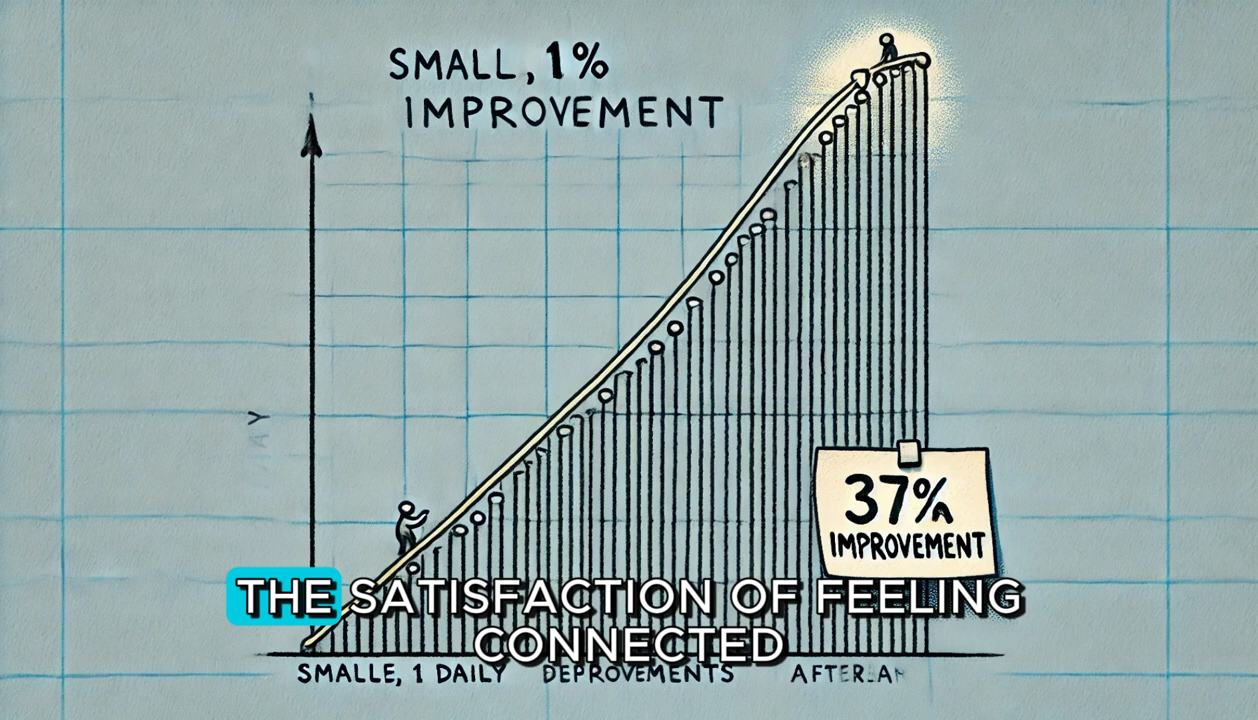 SMALL, 1%
IMPROVEMENT
Y
37%
IMPROVEMENT
THE SATISFACTION OF FEELING
CONNECTED
SMALLE, 1 DAILY DEPROVEMENTS